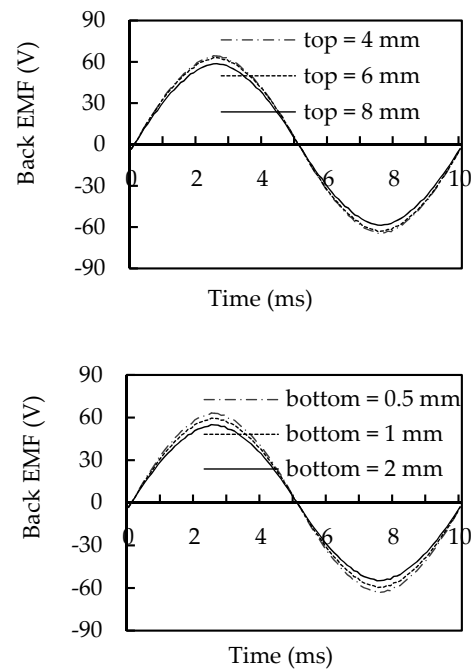 90
60
30
0
-30
-60
-90
Back EMF (V)
top = 4 mm
top = 6 mm
top = 8 mm
0 2 4 6 8 10
Time (ms)
90
60
30
0
-30
-60
-90
Back EMF (V)
bottom = 0.5 mm
bottom = 1 mm
bottom = 2 mm
0 2 4 6 8 10
Time (ms)